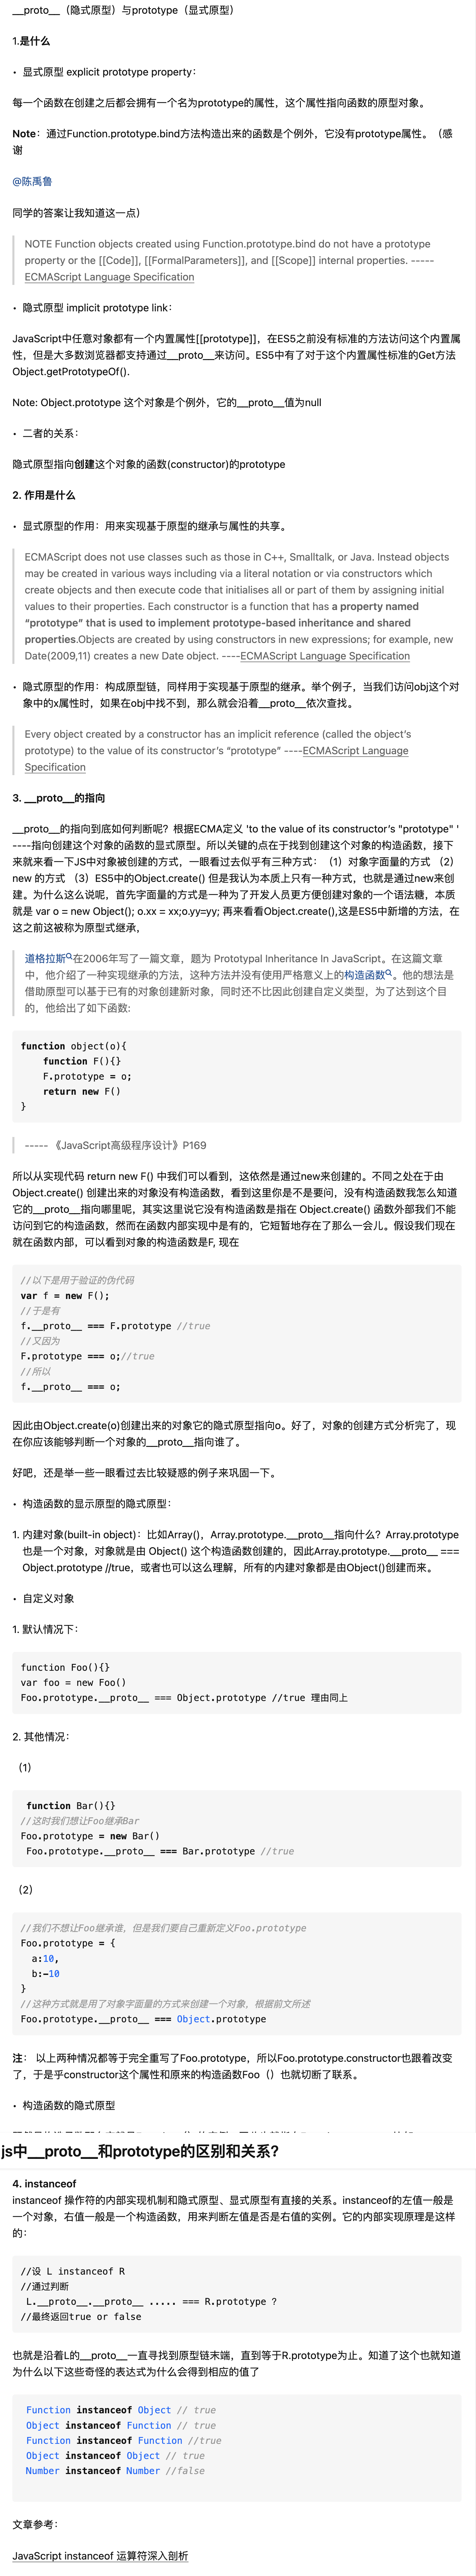 __proto__（隐式原型）与prototype（显式原型）
1.是什么
• 显式原型 explicit prototype property：
每一个函数在创建之后都会拥有一个名为prototype的属性，这个属性指向函数的原型对象。
Note：通过Function.prototype.bind方法构造出来的函数是个例外，它没有prototype属性。（感
谢
@陈禹鲁
同学的答案让我知道这一点）
NOTE Function objects created using Function.prototype.bind do not have a prototype
property or the [[Code]], [[FormalParameters]], and [[Scope]] internal properties. -----
ECMAScript Language Specification
• 隐式原型 implicit prototype link：
JavaScript中任意对象都有一个内置属性[[prototype]]，在ES5之前没有标准的方法访问这个内置属
性，但是大多数浏览器都支持通过__proto__来访问。ES5中有了对于这个内置属性标准的Get方法
Object.getPrototypeOf().
Note: Object.prototype 这个对象是个例外，它的__proto__值为null
• 二者的关系：
隐式原型指向创建这个对象的函数(constructor)的prototype
2. 作用是什么
• 显式原型的作用：用来实现基于原型的继承与属性的共享。
ECMAScript does not use classes such as those in C++, Smalltalk, or Java. Instead objects
may be created in various ways including via a literal notation or via constructors which
create objects and then execute code that initialises all or part of them by assigning initial
values to their properties. Each constructor is a function that has a property named
“prototype” that is used to implement prototype-based inheritance and shared
properties.Objects are created by using constructors in new expressions; for example, new
Date(2009,11) creates a new Date object. ----ECMAScript Language Specification
• 隐式原型的作用：构成原型链，同样用于实现基于原型的继承。举个例子，当我们访问obj这个对
象中的x属性时，如果在obj中找不到，那么就会沿着__proto__依次查找。
Every object created by a constructor has an implicit reference (called the object’s
prototype) to the value of its constructor’s “prototype” ----ECMAScript Language
Specification
3. __proto__的指向
__proto__的指向到底如何判断呢？根据ECMA定义 'to the value of its constructor’s "prototype" '
----指向创建这个对象的函数的显式原型。所以关键的点在于找到创建这个对象的构造函数，接下
来就来看一下JS中对象被创建的方式，一眼看过去似乎有三种方式：（1）对象字面量的方式 （2）
new 的方式 （3）ES5中的Object.create() 但是我认为本质上只有一种方式，也就是通过new来创
建。为什么这么说呢，首先字面量的方式是一种为了开发人员更方便创建对象的一个语法糖，本质
就是 var o = new Object(); o.xx = xx;o.yy=yy; 再来看看Object.create(),这是ES5中新增的方法，在
这之前这被称为原型式继承，
道格拉斯在2006年写了一篇文章，题为 Prototypal Inheritance In JavaScript。在这篇文章
中，他介绍了一种实现继承的方法，这种方法并没有使用严格意义上的构造函数。他的想法是
借助原型可以基于已有的对象创建新对象，同时还不比因此创建自定义类型，为了达到这个目
的，他给出了如下函数:
function object(o){
function F(){}
F.prototype = o;
return new F()
}
----- 《JavaScript高级程序设计》P169
所以从实现代码 return new F() 中我们可以看到，这依然是通过new来创建的。不同之处在于由
Object.create() 创建出来的对象没有构造函数，看到这里你是不是要问，没有构造函数我怎么知道
它的__proto__指向哪里呢，其实这里说它没有构造函数是指在 Object.create() 函数外部我们不能
访问到它的构造函数，然而在函数内部实现中是有的，它短暂地存在了那么一会儿。假设我们现在
就在函数内部，可以看到对象的构造函数是F, 现在
//以下是用于验证的伪代码
var f = new F();
//于是有
f.__proto__ === F.prototype //true
//又因为
F.prototype === o;//true
//所以
f.__proto__ === o;
因此由Object.create(o)创建出来的对象它的隐式原型指向o。好了，对象的创建方式分析完了，现
在你应该能够判断一个对象的__proto__指向谁了。
好吧，还是举一些一眼看过去比较疑惑的例子来巩固一下。
• 构造函数的显示原型的隐式原型：
1. 内建对象(built-in object)：比如Array()，Array.prototype.__proto__指向什么？Array.prototype
也是一个对象，对象就是由 Object() 这个构造函数创建的，因此Array.prototype.__proto__ ===
Object.prototype //true，或者也可以这么理解，所有的内建对象都是由Object()创建而来。
• 自定义对象
1. 默认情况下：
function Foo(){}
var foo = new Foo()
Foo.prototype.__proto__ === Object.prototype //true 理由同上
2. 其他情况：
（1）
function Bar(){}
//这时我们想让Foo继承Bar
Foo.prototype = new Bar()
Foo.prototype.__proto__ === Bar.prototype //true
（2）
//我们不想让Foo继承谁，但是我们要自己重新定义Foo.prototype
Foo.prototype = {
a:10,
b:-10
}
//这种方式就是用了对象字面量的方式来创建一个对象，根据前文所述
Foo.prototype.__proto__ === Object.prototype
注： 以上两种情况都等于完全重写了Foo.prototype，所以Foo.prototype.constructor也跟着改变
了，于是乎constructor这个属性和原来的构造函数Foo（）也就切断了联系。
• 构造函数的隐式原型
js中__proto__和prototype的区别和关系?
4. instanceof
instanceof 操作符的内部实现机制和隐式原型、显式原型有直接的关系。instanceof的左值一般是
一个对象，右值一般是一个构造函数，用来判断左值是否是右值的实例。它的内部实现原理是这样
的：
//设 L instanceof R
//通过判断
L.__proto__.__proto__ ..... === R.prototype ?
//最终返回true or false
也就是沿着L的__proto__一直寻找到原型链末端，直到等于R.prototype为止。知道了这个也就知道
为什么以下这些奇怪的表达式为什么会得到相应的值了
Function instanceof Object // true
Object instanceof Function // true
Function instanceof Function //true
Object instanceof Object // true
Number instanceof Number //false
文章参考：
JavaScript instanceof 运算符深入剖析